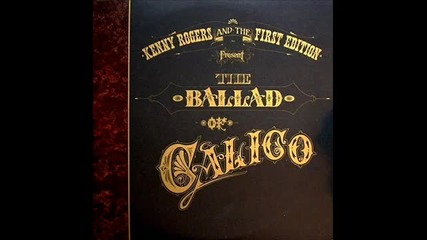 KENNY ROGERS AND THE FIRST EDITION
Present
THE
BALLAD
OF
CALICO